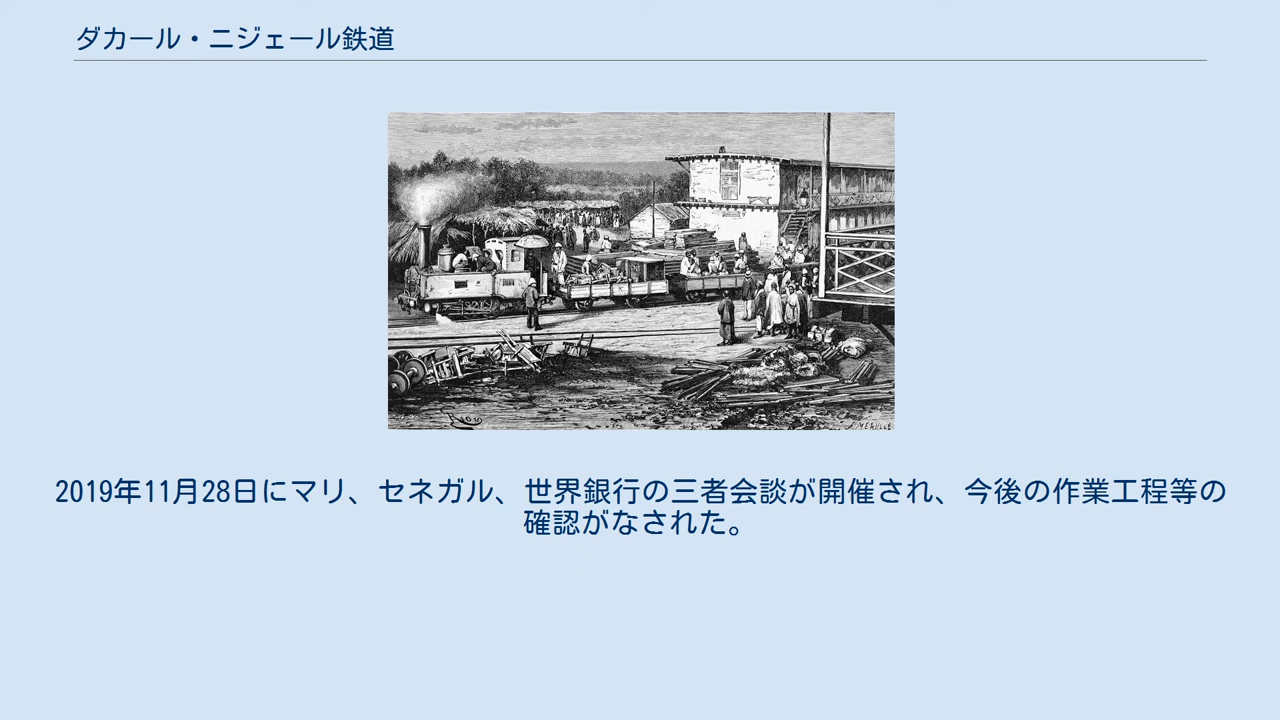 ダカール・ニジェール鉄道
2019年11月28日にマリ、セネガル、世界銀行の三者会談が開催され、今後の作業工程等の
確認がなされた。